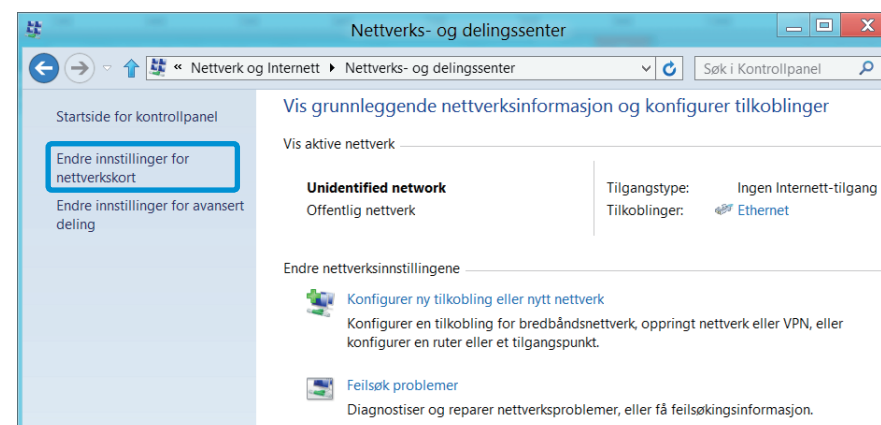 Nettverks- og delingssenter
« Nettverk og Internett ▸ Nettverks- og delingssenter
Søk i Kontrollpanel
Startside for kontrollpanel
Endre innstillinger for
nettverkskort
Endre innstillinger for avansert
deling
Vis grunnleggende nettverksinformasjon og konfigurer tilkoblinger
Vis aktive nettverk
Unidentified network
Offentlig nettverk
Tilgangstype: Ingen Internett-tilgang
Tilkoblinger: Ethernet
Endre nettverksinnstillingene
Konfigurer ny tilkobling eller nytt nettverk
Konfigurer en tilkobling for bredbåndsnettverk, oppringt nettverk eller VPN, eller
konfigurer en ruter eller et tilgangspunkt.
Feilsøk problemer
Diagnostiser og reparer nettverksproblemer, eller få feilsøkingsinformasjon.